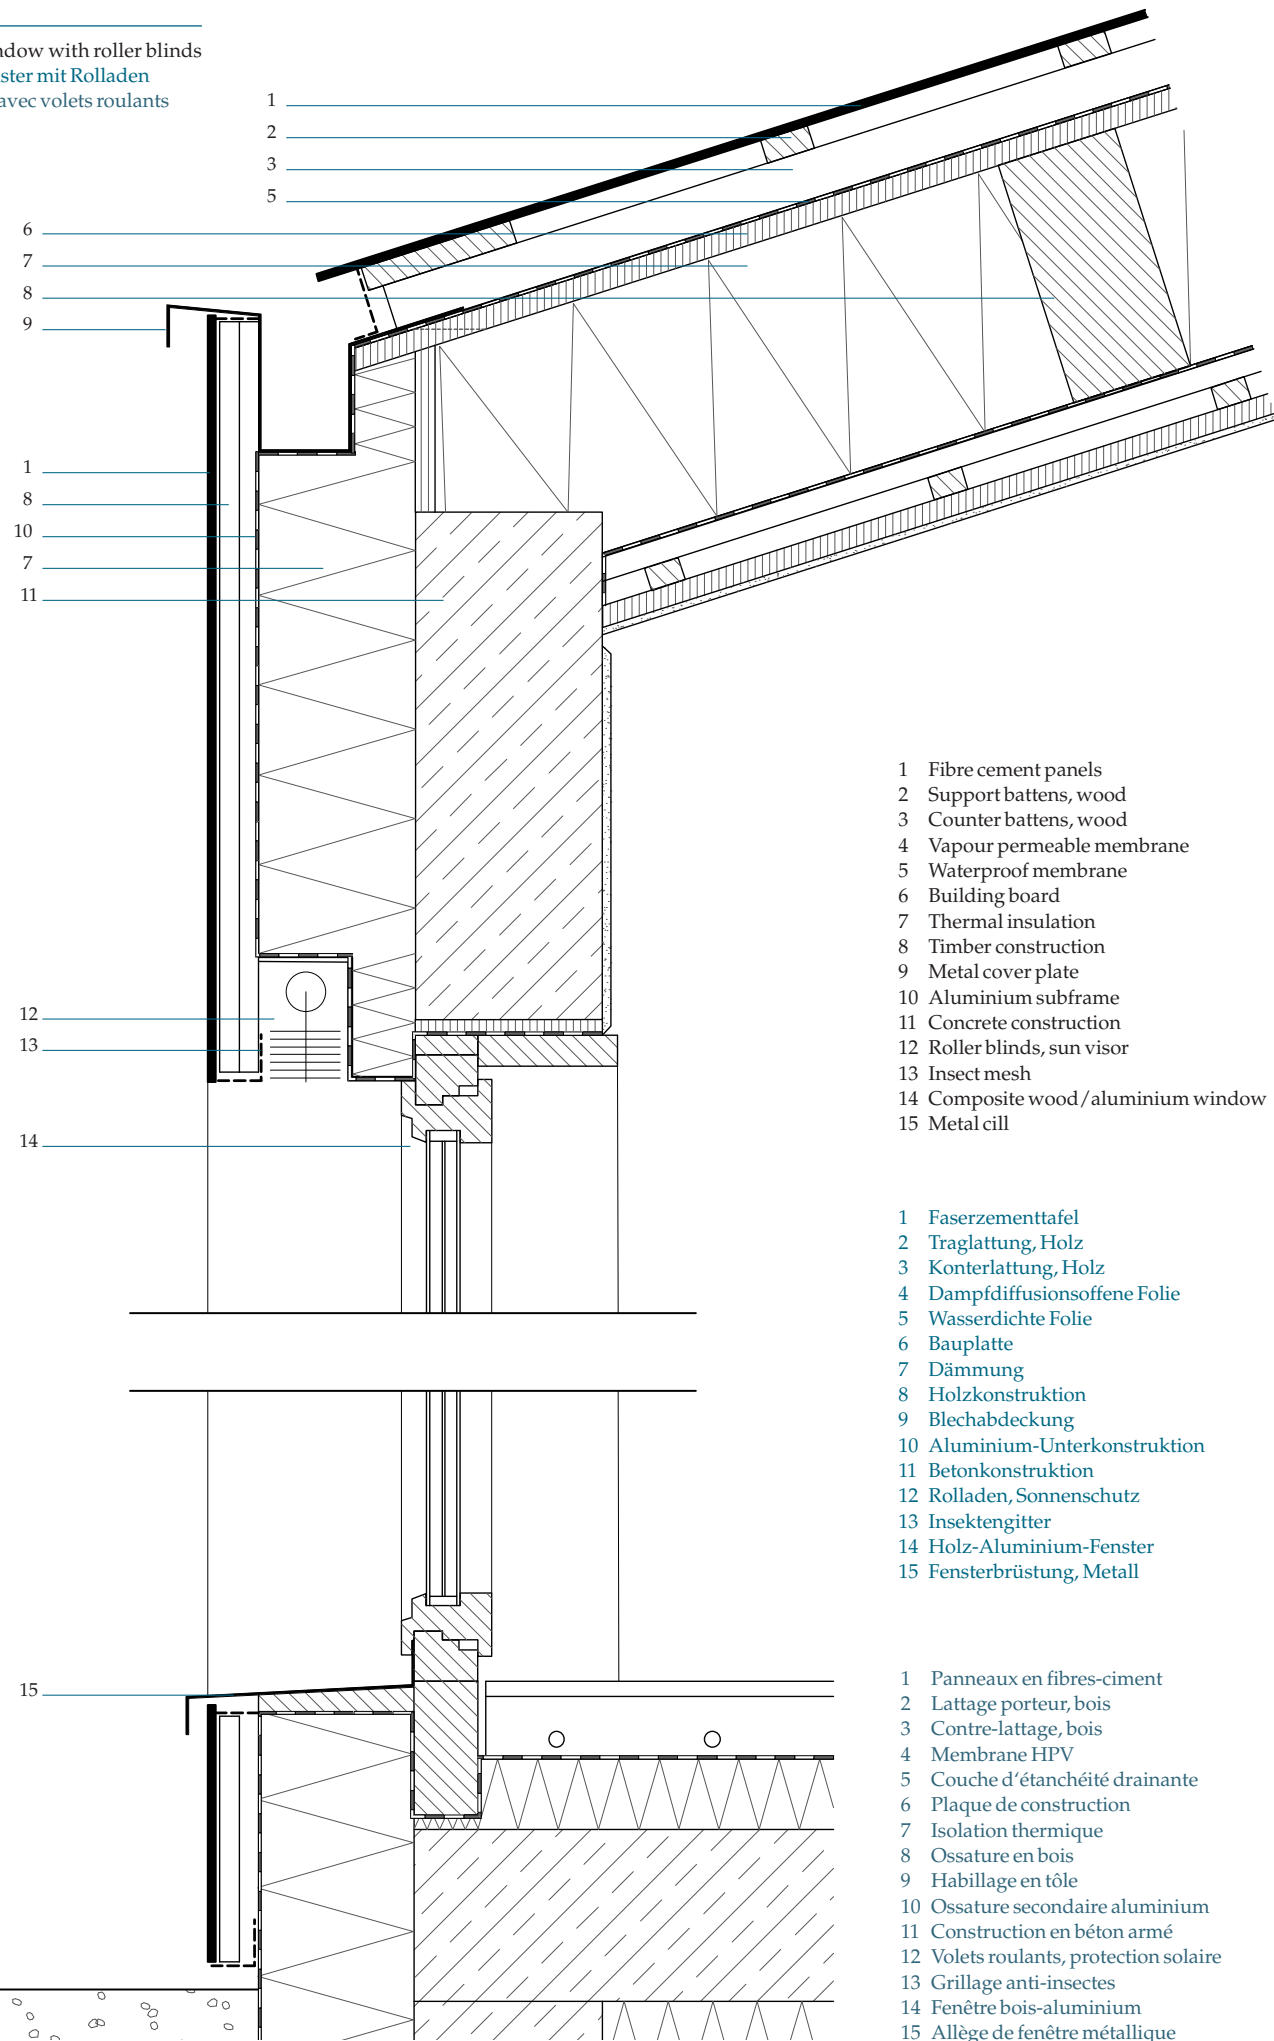 ndow with roller blinds
ster mit Rolladen
avec volets roulants
1
2
3
5
6
7
8
9
1
8
10
7
11
12
13
14
15
1 Fibre cement panels
2 Support battens, wood
3 Counter battens, wood
4 Vapour permeable membrane
5 Waterproof membrane
6 Building board
7 Thermal insulation
8 Timber construction
9 Metal cover plate
10 Aluminium subframe
11 Concrete construction
12 Roller blinds, sun visor
13 Insect mesh
14 Composite wood/aluminium window
15 Metal cill
1 Faserzementtafel
2 Traglattung, Holz
3 Konterlattung, Holz
4 Dampfdiffusionsoffene Folie
5 Wasserdichte Folie
6 Bauplatte
7 Dämmung
8 Holzkonstruktion
9 Blechabdeckung
10 Aluminium-Unterkonstruktion
11 Betonkonstruktion
12 Rolladen, Sonnenschutz
13 Insektengitter
14 Holz-Aluminium-Fenster
15 Fensterbrüstung, Metall
1 Panneaux en fibres-ciment
2 Lattage porteur, bois
3 Contre-lattage, bois
4 Membrane HPV
5 Couche d‘étanchéité drainante
6 Plaque de construction
7 Isolation thermique
8 Ossature en bois
9 Habillage en tôle
10 Ossature secondaire aluminium
11 Construction en béton armé
12 Volets roulants, protection solaire
13 Grillage anti-insectes
14 Fenêtre bois-aluminium
15 Allège de fenêtre métallique